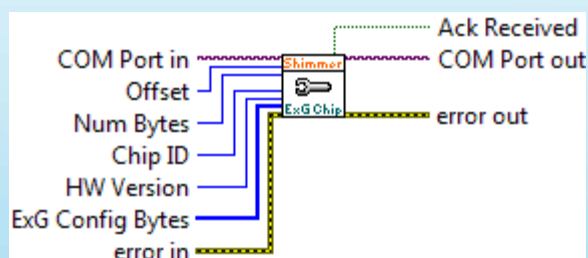 Ack Received
COM Port in
COM Port out
Shimmer
Offset
Num Bytes
ExG Chip
error out
Chip ID
HW Version
ExG Config Bytes
error in